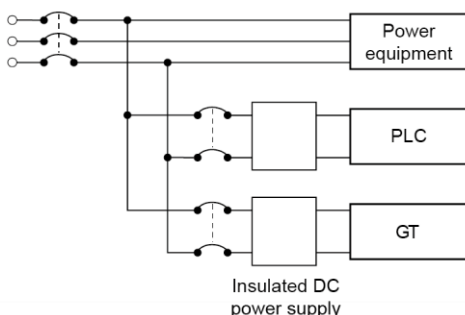 Power
equipment
PLC
GT
Insulated DC
power supply